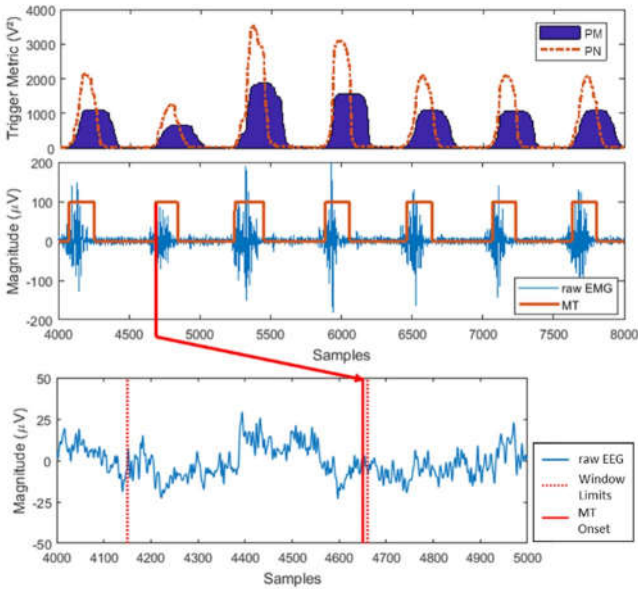 Trigger Metric (V²)
4000
3000
2000
1000
0
PM
PN
Magnitude (μV)
200
100
0
-100
-200
raw EMG
MT
4000 4500 5000 5500 6000 6500 7000 7500 8000
Samples
Magnitude (μV)
50
25
0
-25
-50
raw EEG
Window
Limits
MT
Onset
4000 4100 4200 4300 4400 4500 4600 4700 4800 4900 5000
Samples